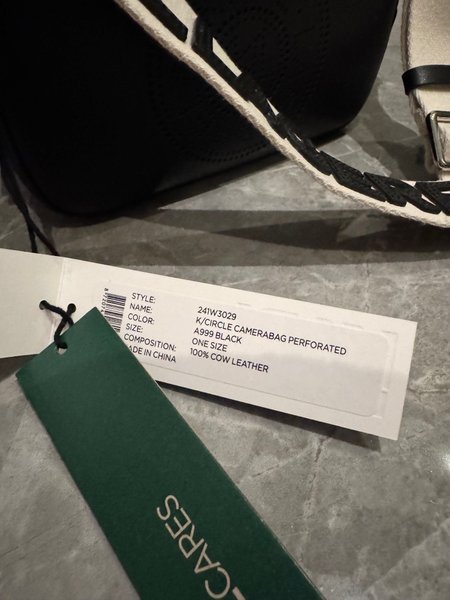 STYLE: 241W3029
NAME: K/CIRCLE CAMERABAG PERFORATED
COLOR: A999 BLACK
SIZE: ONE SIZE
COMPOSITION: 100% COW LEATHER
MADE IN CHINA
CARES